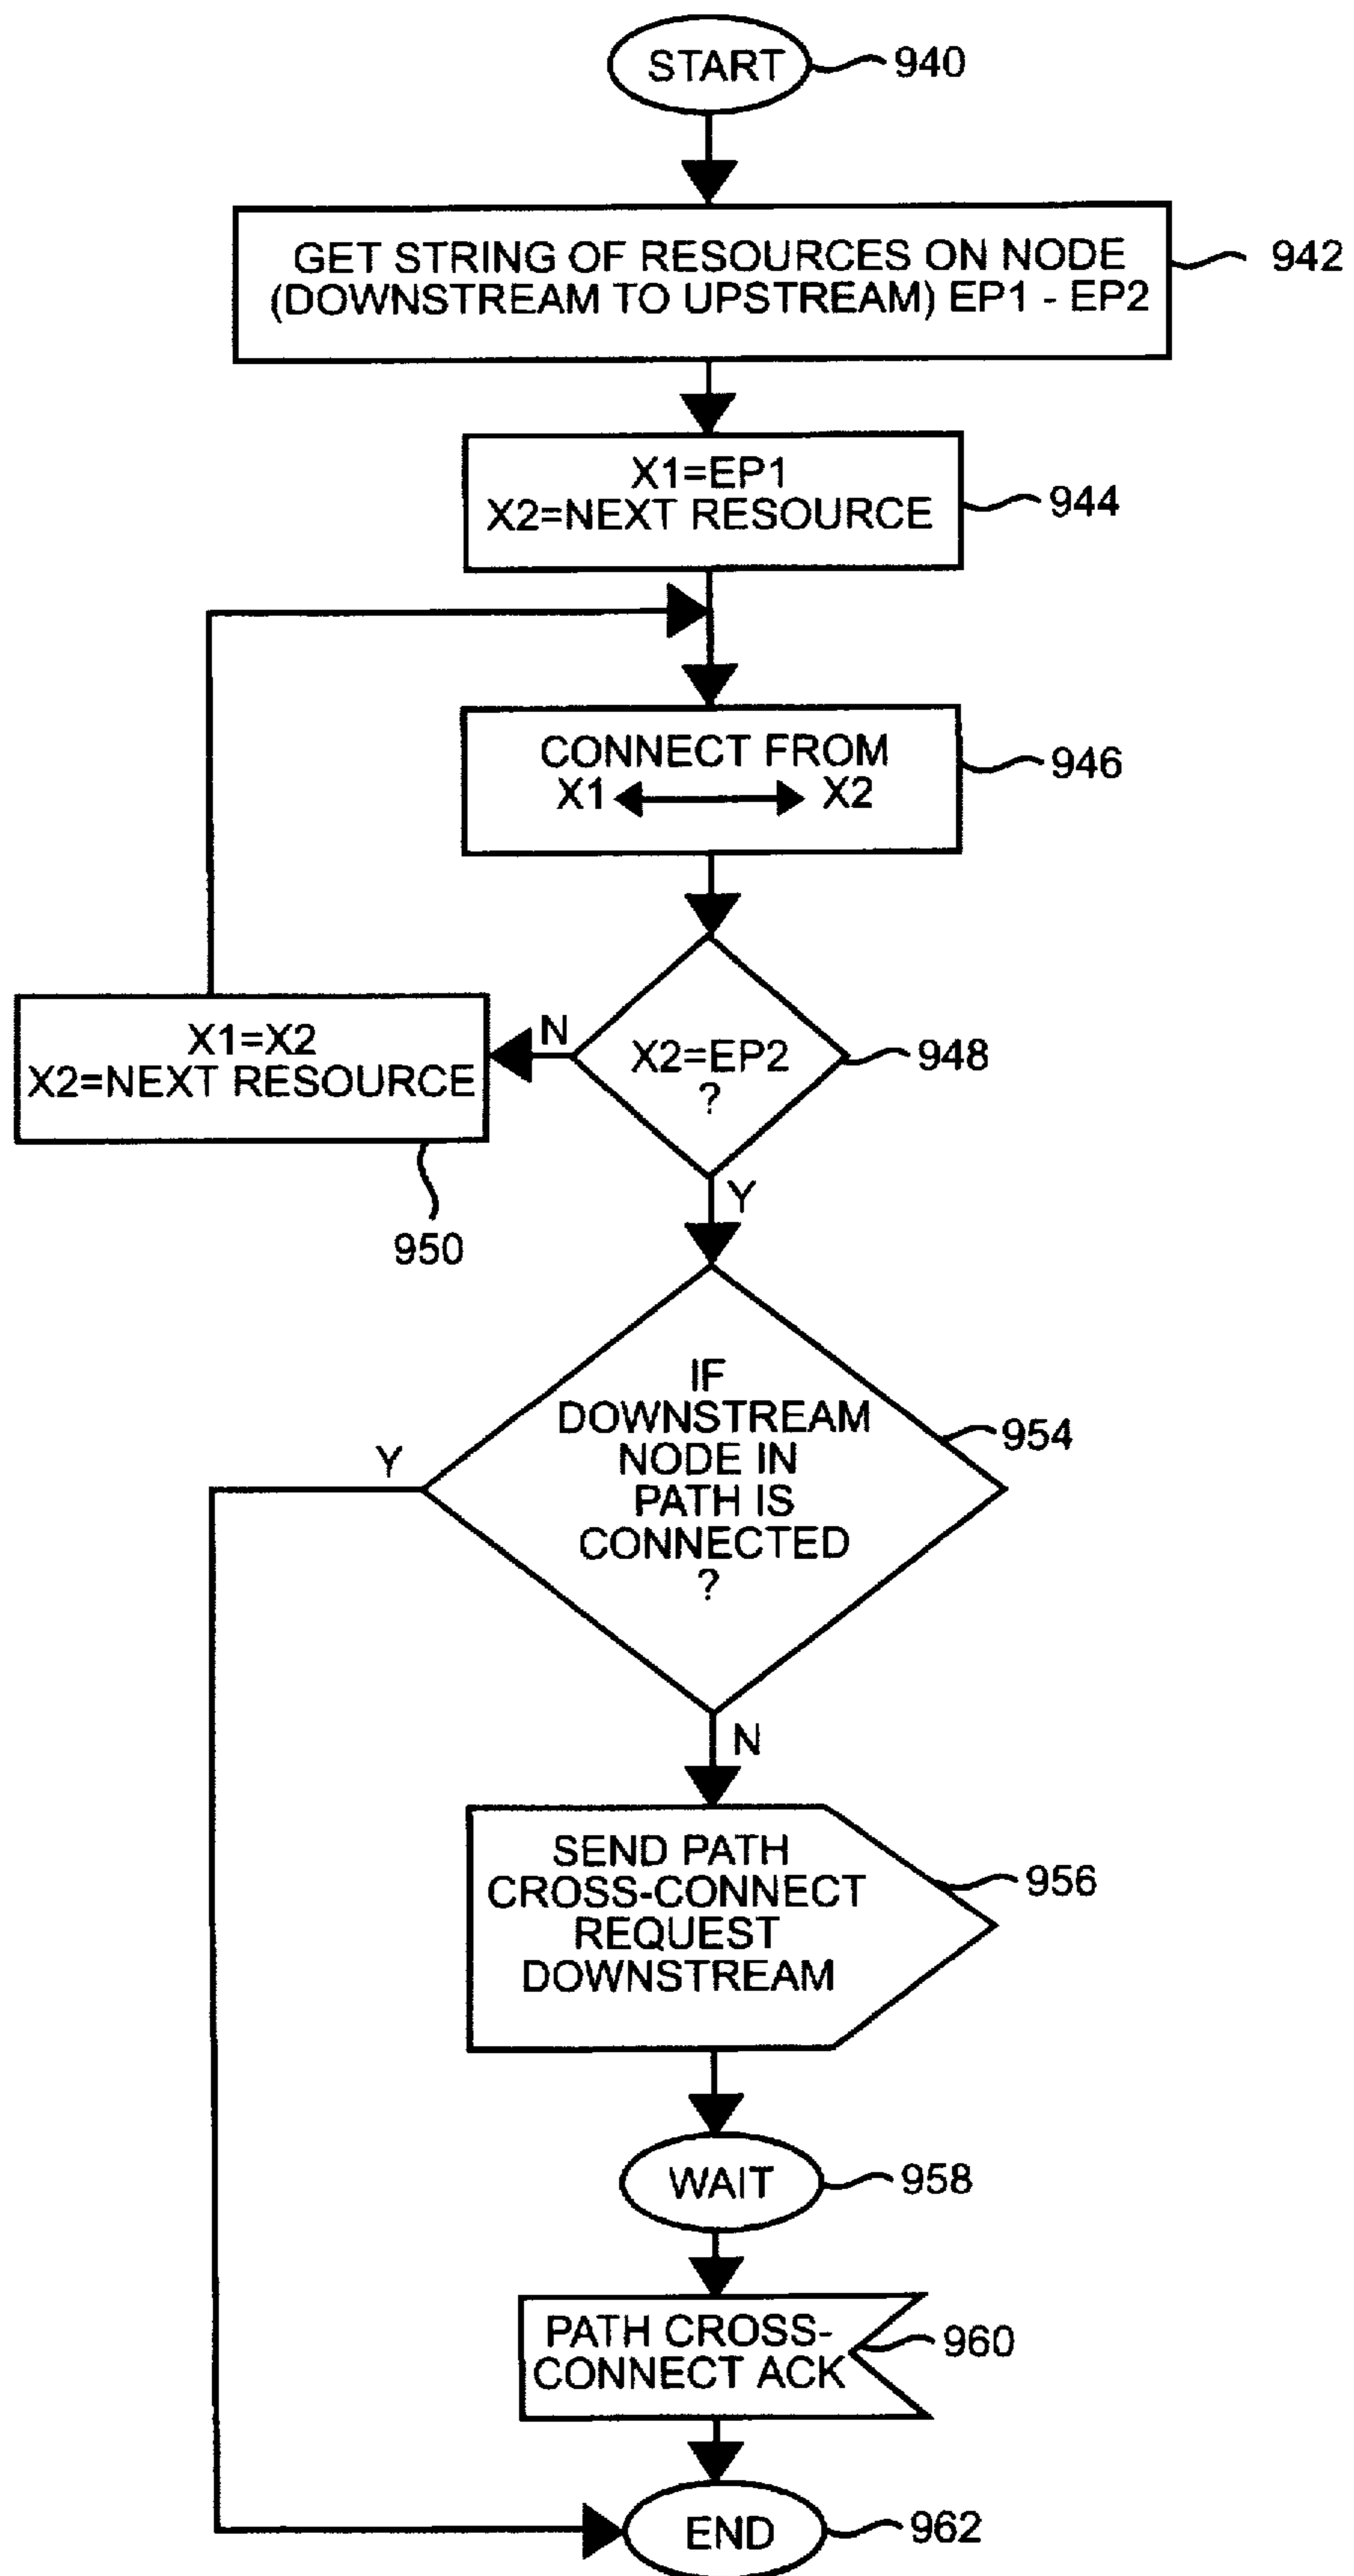 START
940
GET STRING OF RESOURCES ON NODE
(DOWNSTREAM TO UPSTREAM) EP1 - EP2
942
X1=EP1
X2=NEXT RESOURCE
944
CONNECT FROM
X1 X2
946
X2=EP2
?
948
N
X1=X2
X2=NEXT RESOURCE
950
Y
IF
DOWNSTREAM
NODE IN
PATH IS
CONNECTED
?
954
Y
N
SEND PATH
CROSS-CONNECT
REQUEST
DOWNSTREAM
956
WAIT
958
PATH CROSS-
CONNECT ACK
960
END
962